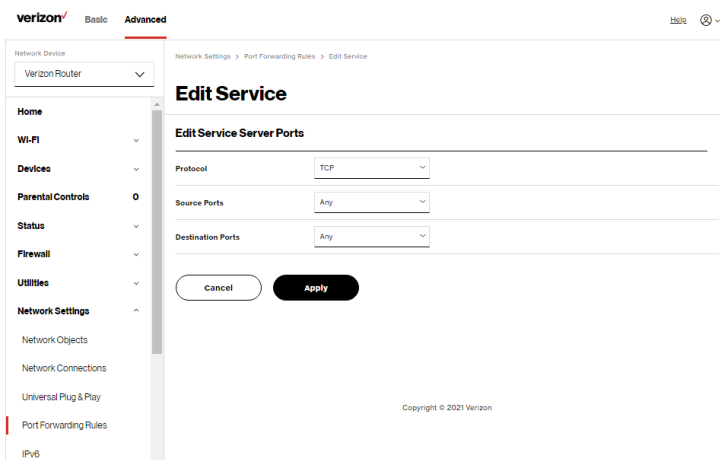 verizon✓ Basic Advanced Help
Network Device
Verizon Router
Home
Wi-Fi
Devices
Parental Controls 0
Status
Firewall
Utilities
Network Settings
Network Objects
Network Connections
Universal Plug & Play
Port Forwarding Rules
IPv6
Network Settings > Port Forwarding Rules > Edit Service
Edit Service
Edit Service Server Ports
Protocol TCP
Source Ports Any
Destination Ports Any
Cancel Apply
Copyright © 2021 Verizon